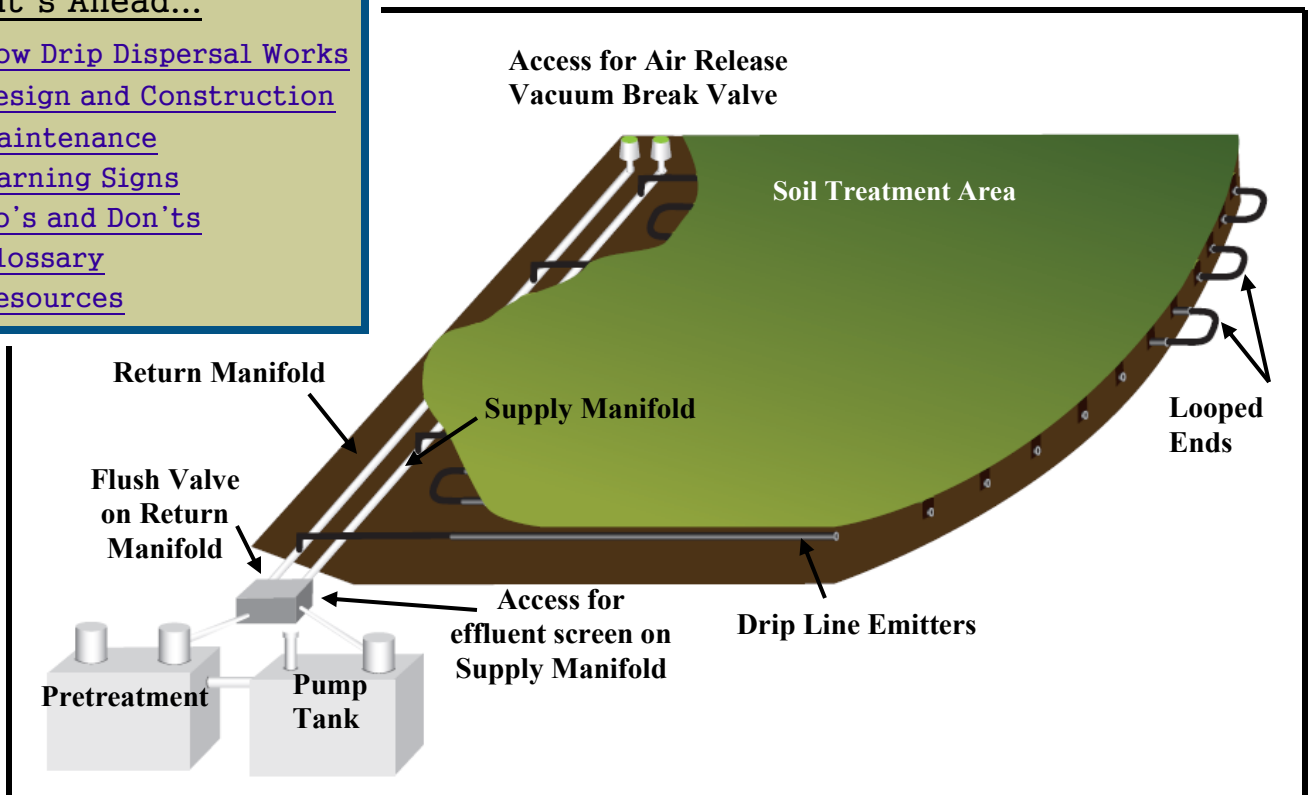 t's Ahead...
ow Drip Dispersal Works
esign and Construction
aintenance
arning Signs
o's and Don'ts
lossary
esources
Access for Air Release
Vacuum Break Valve
Soil Treatment Area
Return Manifold
Supply Manifold
Looped
Ends
Flush Valve
on Return
Manifold
Access for
effluent screen on
Supply Manifold
Drip Line Emitters
Pretreatment
Pump
Tank